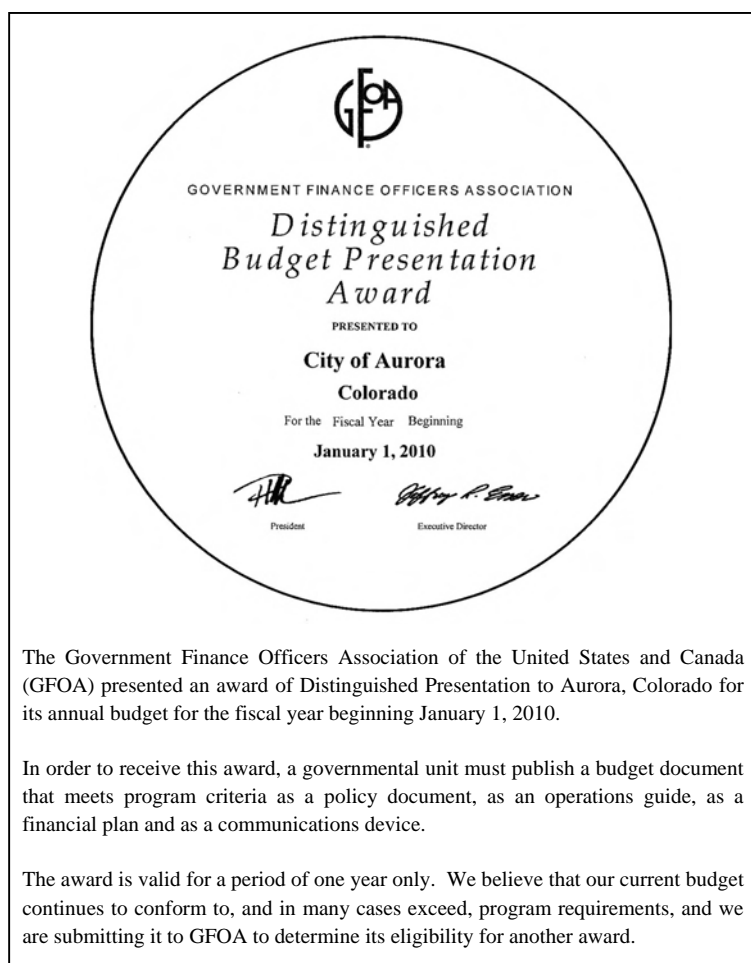 GFOA
GOVERNMENT FINANCE OFFICERS ASSOCIATION
Distinguished
Budget Presentation
Award
PRESENTED TO
City of Aurora
Colorado
For the Fiscal Year Beginning
January 1, 2010
President
Executive Director
The Government Finance Officers Association of the United States and Canada
(GFOA) presented an award of Distinguished Presentation to Aurora, Colorado for
its annual budget for the fiscal year beginning January 1, 2010.
In order to receive this award, a governmental unit must publish a budget document
that meets program criteria as a policy document, as an operations guide, as a
financial plan and as a communications device.
The award is valid for a period of one year only. We believe that our current budget
continues to conform to, and in many cases exceed, program requirements, and we
are submitting it to GFOA to determine its eligibility for another award.